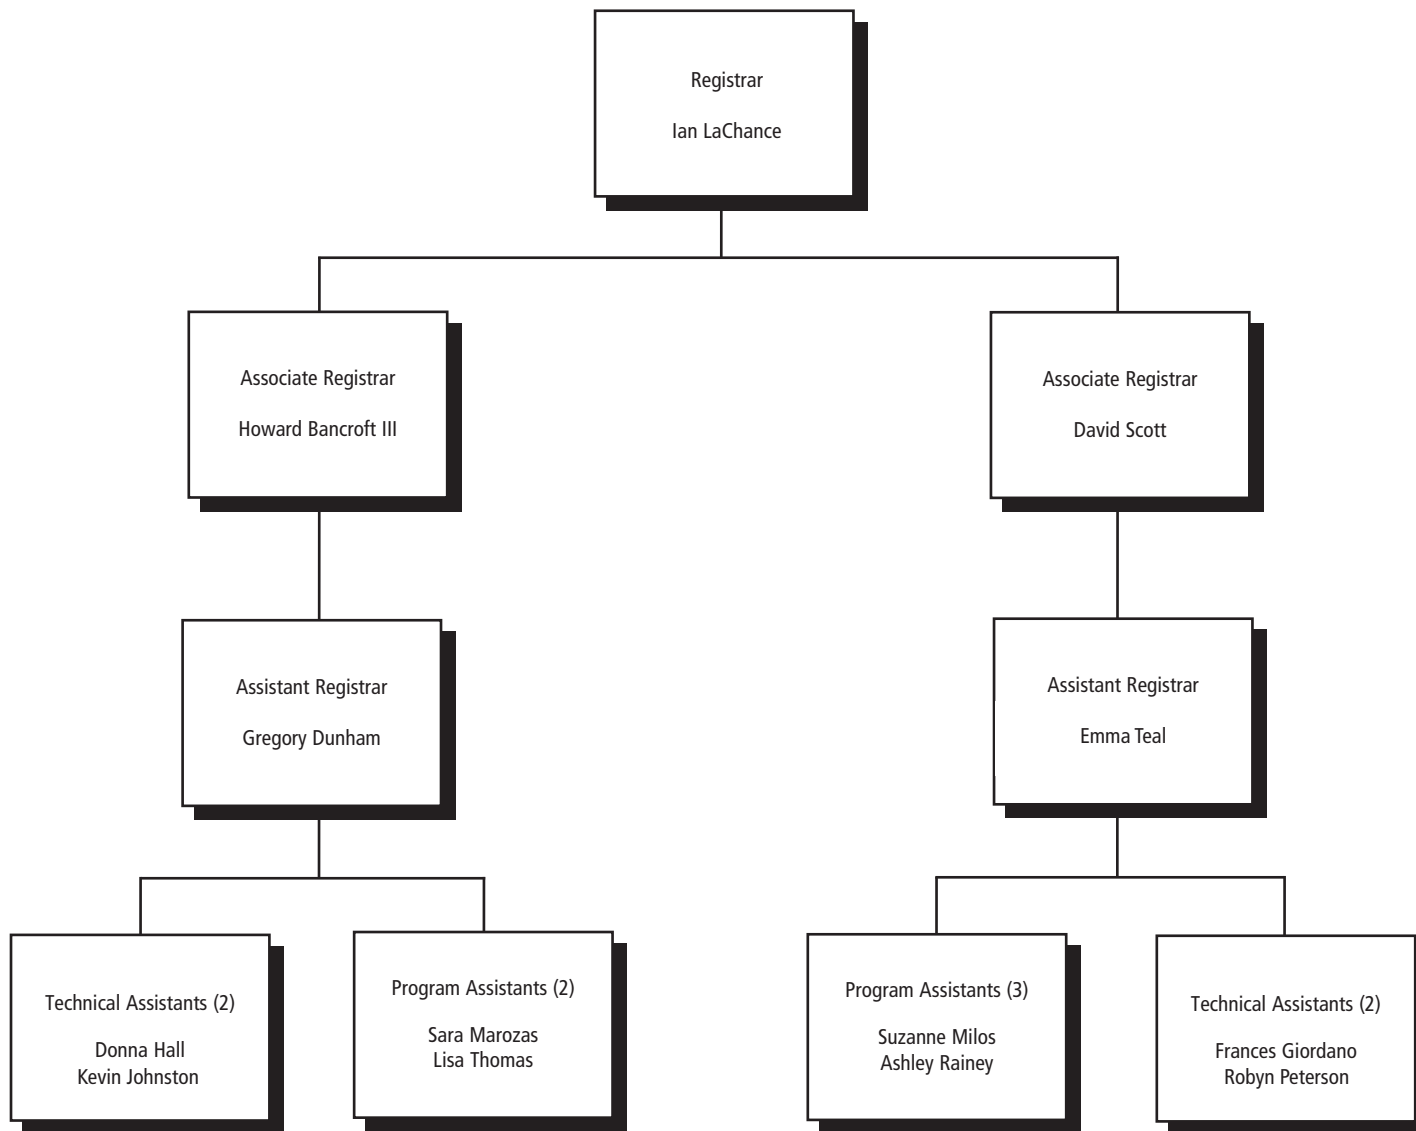 Registrar
Ian LaChance
Associate Registrar
Howard Bancroft III
Associate Registrar
David Scott
Assistant Registrar
Gregory Dunham
Assistant Registrar
Emma Teal
Technical Assistants (2)
Donna Hall
Kevin Johnston
Program Assistants (2)
Sara Marozas
Lisa Thomas
Program Assistants (3)
Suzanne Milos
Ashley Rainey
Technical Assistants (2)
Frances Giordano
Robyn Peterson